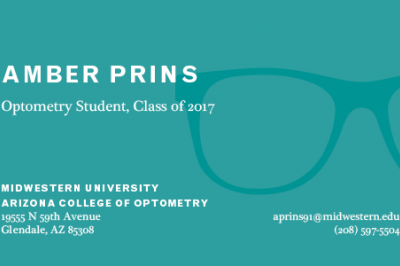 AMBER PRINS
Optometry Student, Class of 2017
MIDWESTERN UNIVERSITY
ARIZONA COLLEGE OF OPTOMETRY
19555 N 59th Avenue
Glendale, AZ 85308
aprins91@midwestern.edu
(208) 597-5504